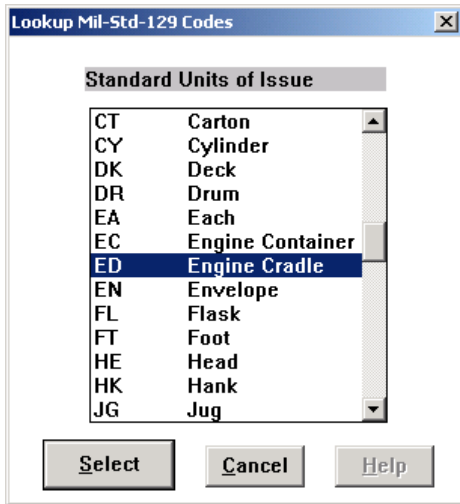 Lookup Mil-Std-129 Codes
Standard Units of Issue
CT Carton
CY Cylinder
DK Deck
DR Drum
EA Each
EC Engine Container
ED Engine Cradle
EN Envelope
FL Flask
FT Foot
HE Head
HK Hank
JG Jug
Select Cancel Help